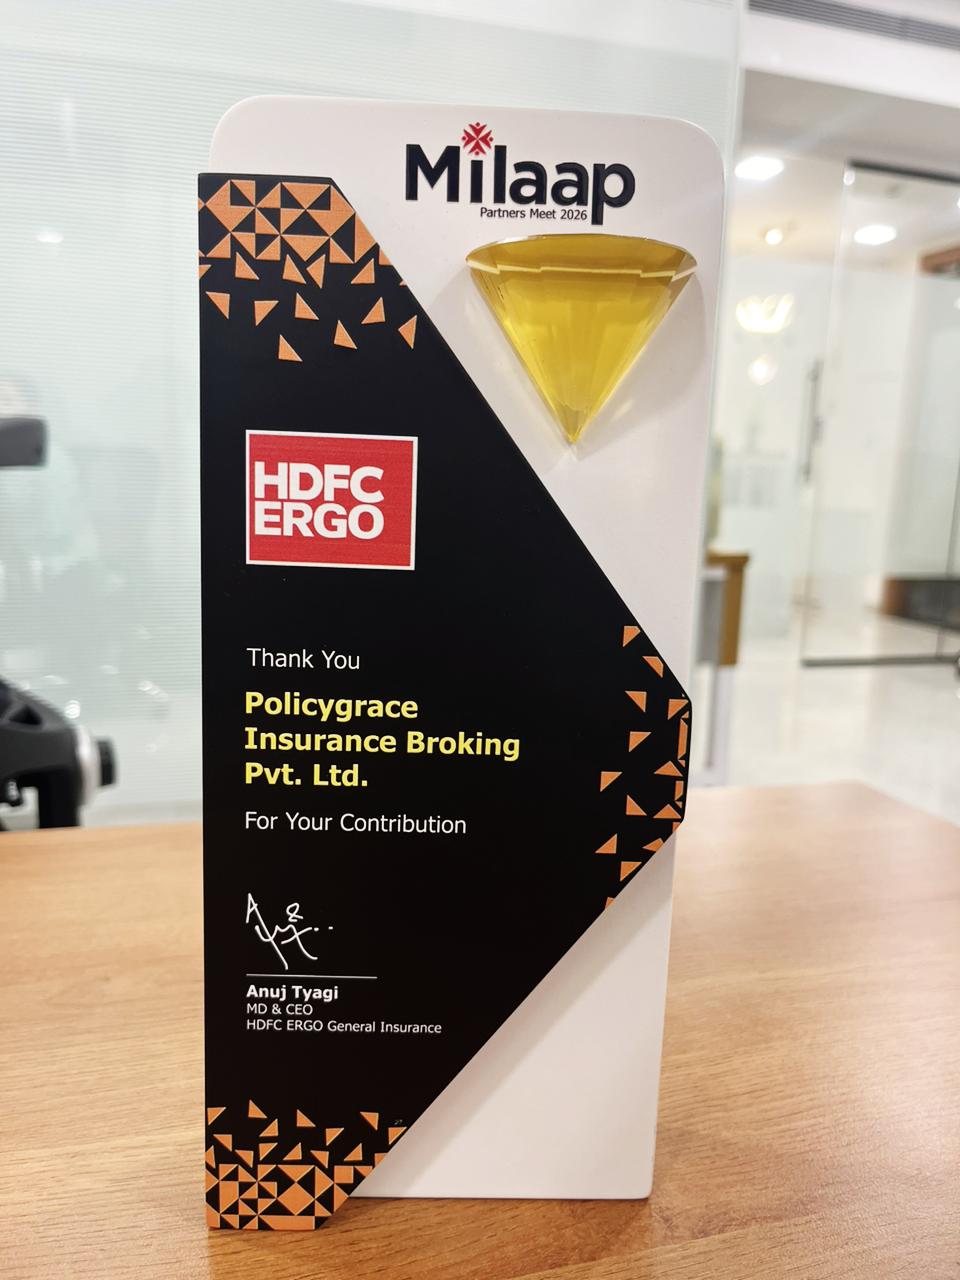 Milaap
Partners Meet 2026
HDFC
ERGO
Thank You
Policygrace
Insurance Broking
Pvt. Ltd.
For Your Contribution
Anuj Tyagi
MD & CEO
HDFC ERGO General Insurance